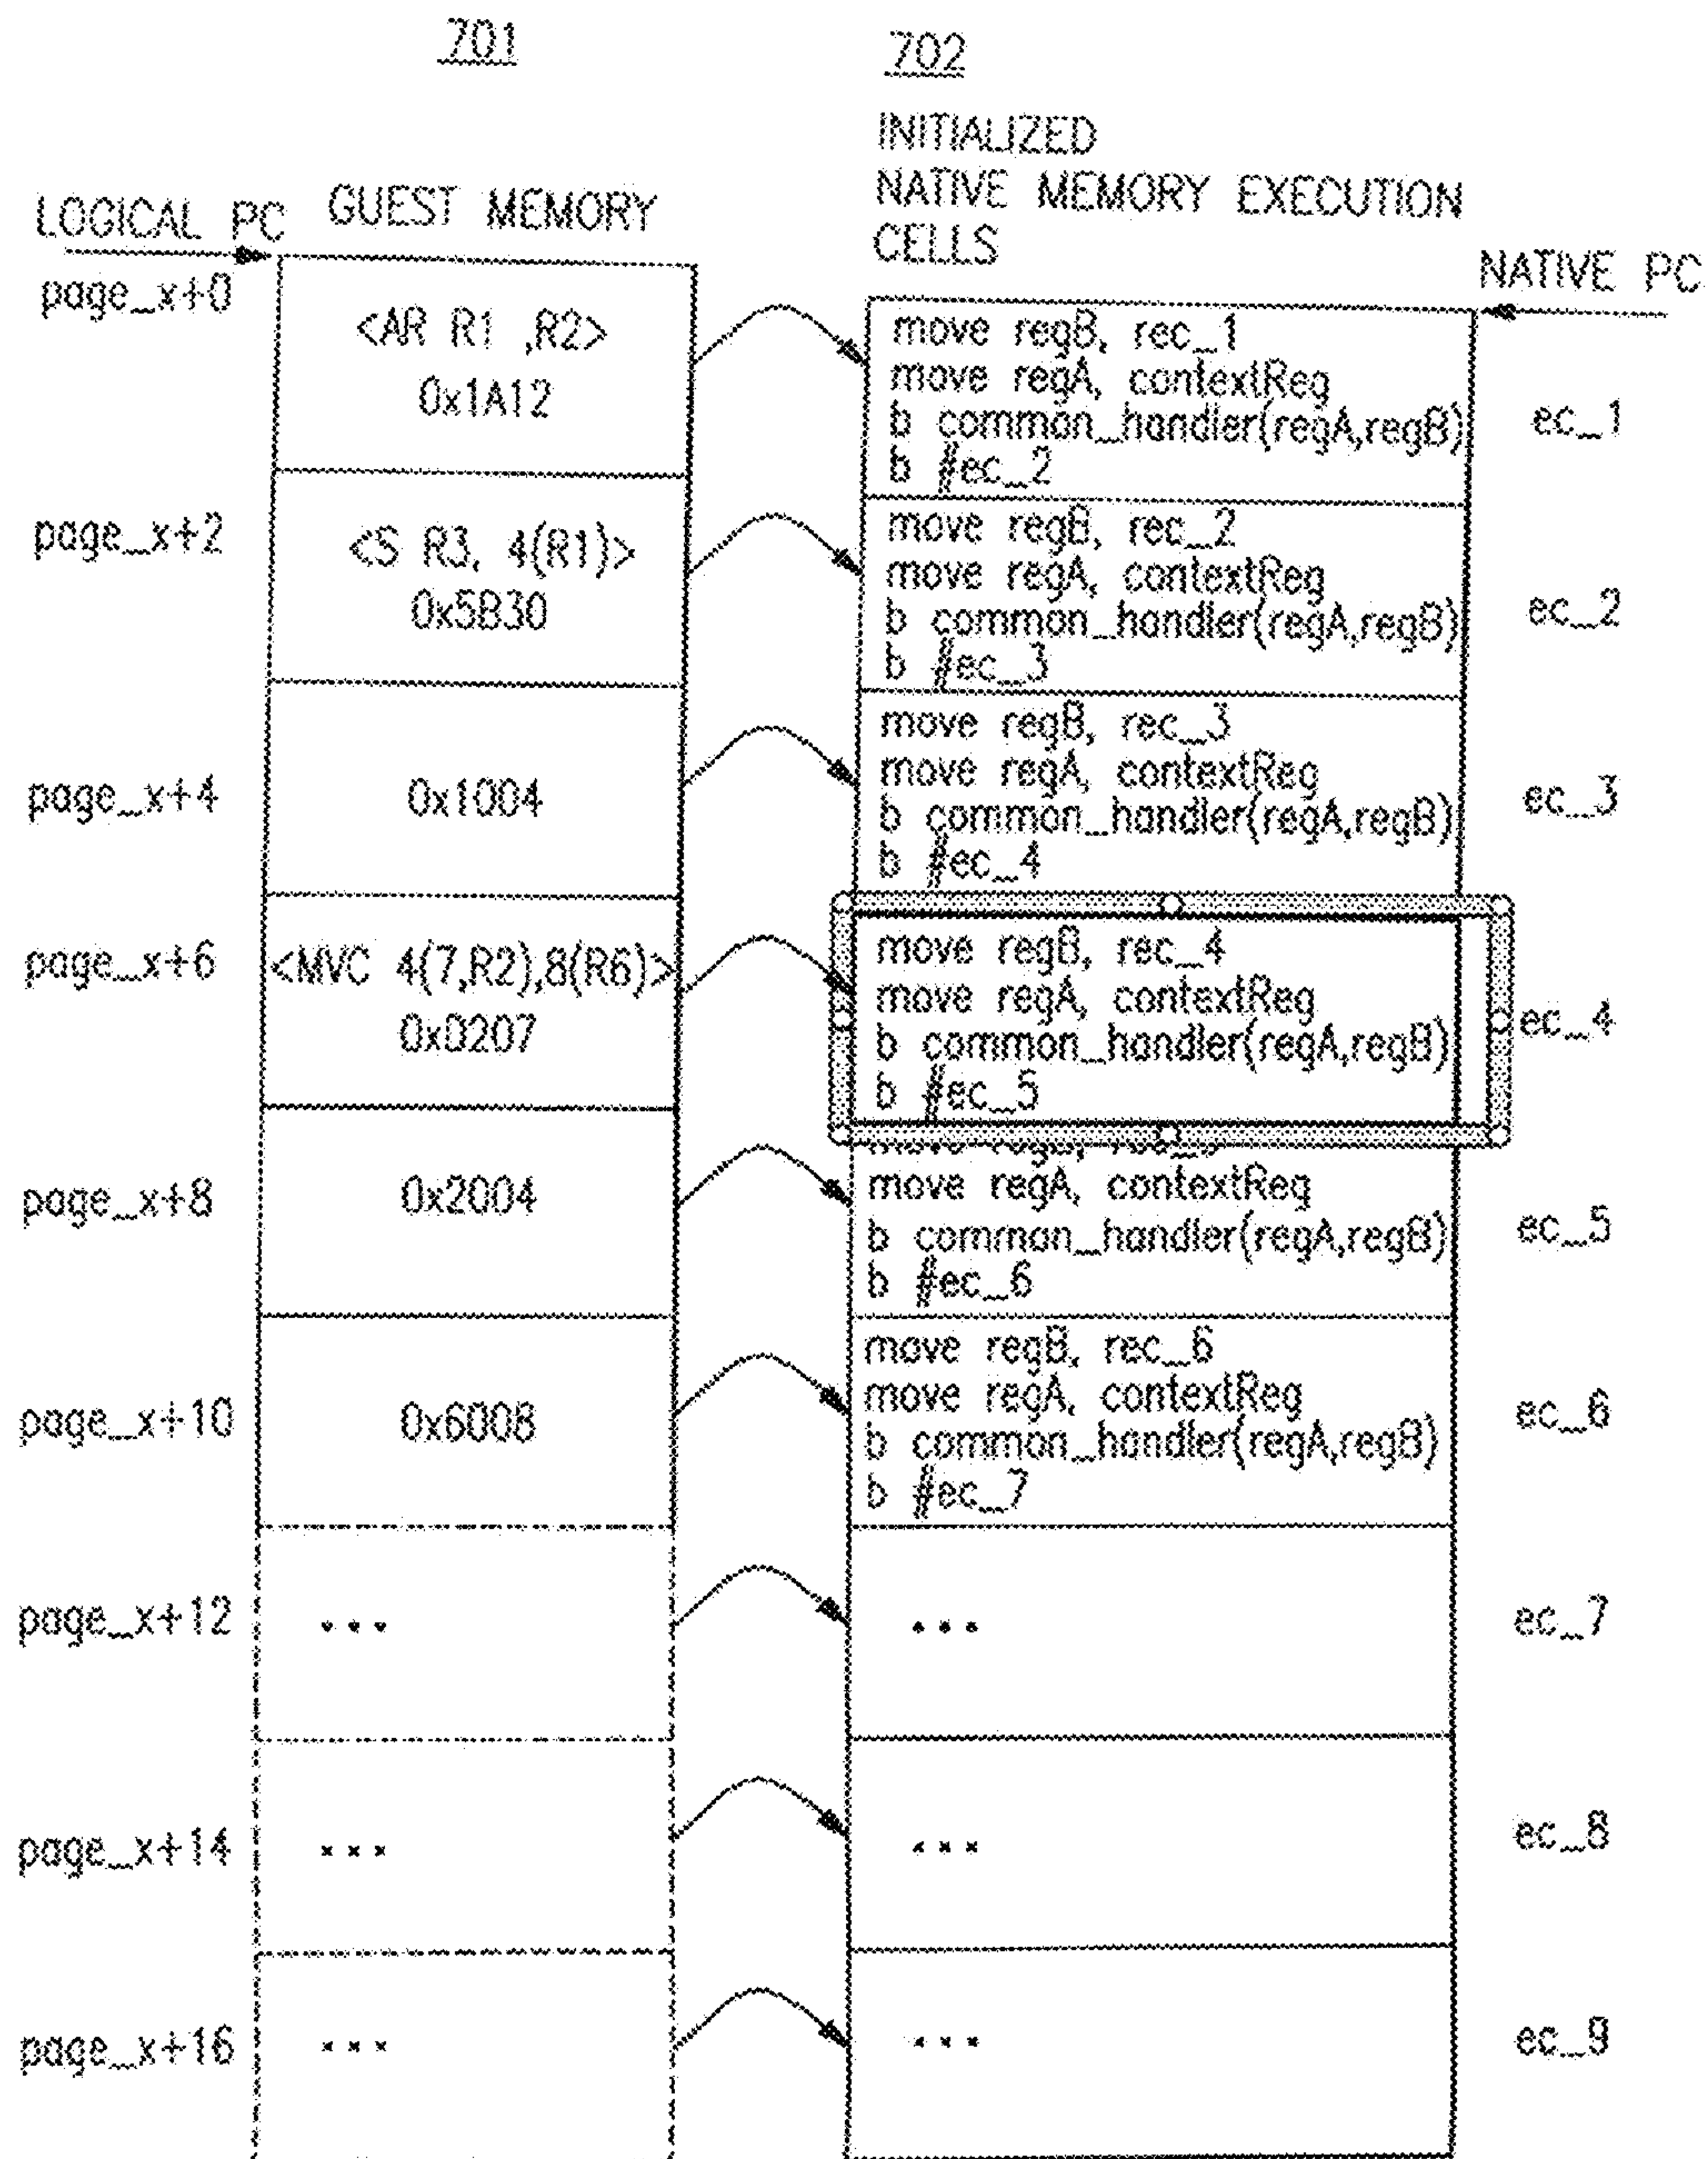 701
702
INITIALIZED
NATIVE MEMORY EXECUTION
CELLS
LOGICAL PC
GUEST MEMORY
NATIVE PC
page_x+0
<AR R1 ,R2>
0x1A12
move regB, rec_1
move regA, contextReg
b common_handler(regA,regB)
b #ec_2
ec_1
page_x+2
<S R3, 4(R1)>
0x5B30
move regB, rec_2
move regA, contextReg
b common_handler(regA,regB)
b #ec_3
ec_2
page_x+4
0x1004
move regB, rec_3
move regA, contextReg
b common_handler(regA,regB)
b #ec_4
ec_3
page_x+6
<MVC 4(7,R2),8(R6)>
0xD207
move regB, rec_4
move regA, contextReg
b common_handler(regA,regB)
b #ec_5
ec_4
page_x+8
0x2004
move regA, contextReg
b common_handler(regA,regB)
b #ec_6
ec_5
page_x+10
0x6008
move regB, rec_6
move regA, contextReg
b common_handler(regA,regB)
b #ec_7
ec_6
page_x+12
...
...
ec_7
page_x+14
...
...
ec_8
page_x+16
...
...
ec_9